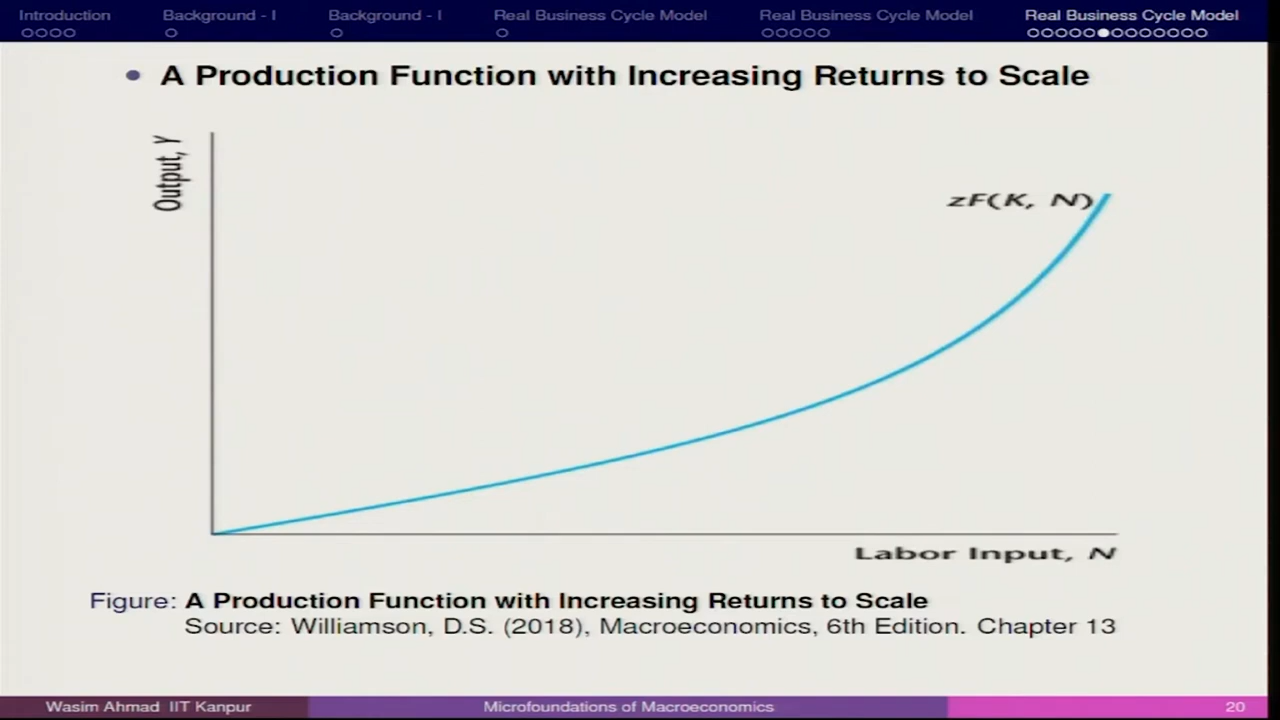 Introduction
Background - I
Background - I
Real Business Cycle Model
Real Business Cycle Model
Real Business Cycle Model
• A Production Function with Increasing Returns to Scale
Output, Y
zF(K, N)
Labor Input, N
Figure: A Production Function with Increasing Returns to Scale
Source: Williamson, D.S. (2018), Macroeconomics, 6th Edition. Chapter 13
Wasim Ahmad IIT Kanpur
Microfoundations of Macroeconomics
20